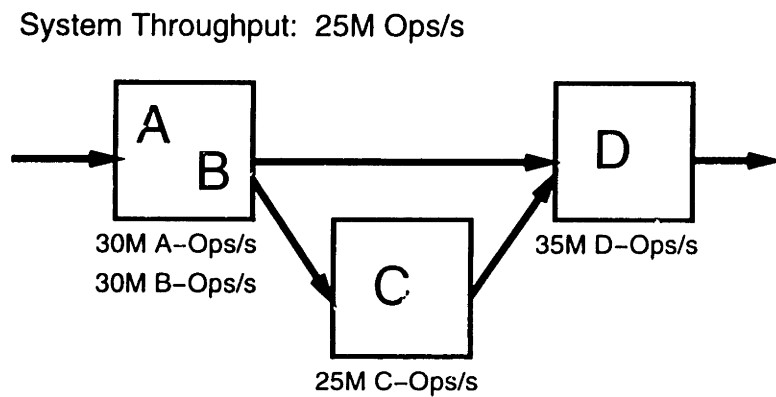 System Throughput: 25M Ops/s
A
B
D
30M A-Ops/s
30M B-Ops/s
35M D-Ops/s
C
25M C-Ops/s